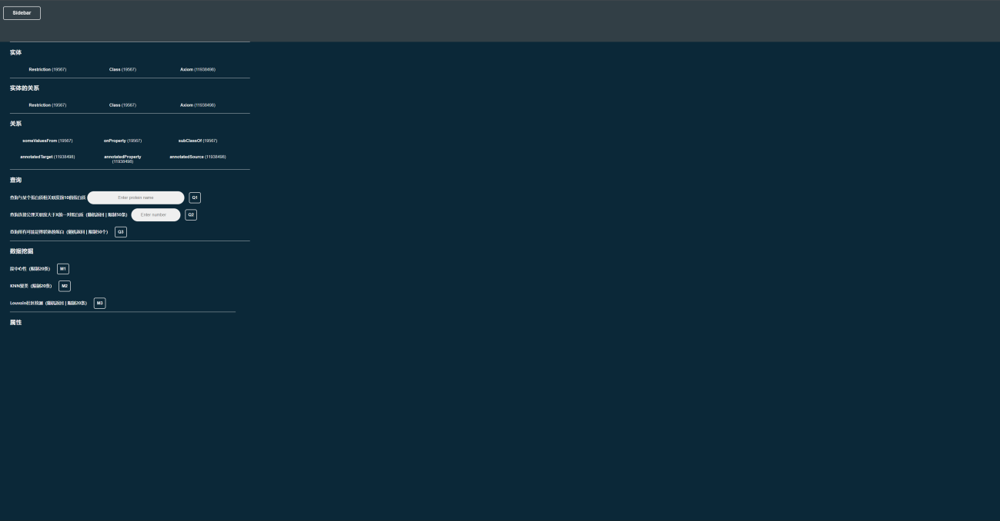 Sidebar
实体
Restriction (19567) Class (19567) Axiom (11938498)
实体的关系
Restriction (19567) Class (19567) Axiom (11938498)
关系
someValuesFrom (19567) onProperty (19567) subClassOf (19567)
annotatedTarget (11938498) annotatedProperty (11938498) annotatedSource (11938498)
查询
查询与某个蛋白质相关联度前10的蛋白质 Enter protein name Q1
查询连接公理关联度大于X的一对蛋白质 (随机返回 | 限制50条) Enter number Q2
查询所有可能是棒状体的蛋白 (随机返回 | 限制50个) Q3
数据挖掘
度中心性 (限制20条) M1
KNN聚类 (限制20条) M2
Louvain社区检测 (随机返回 | 限制20条) M3
属性